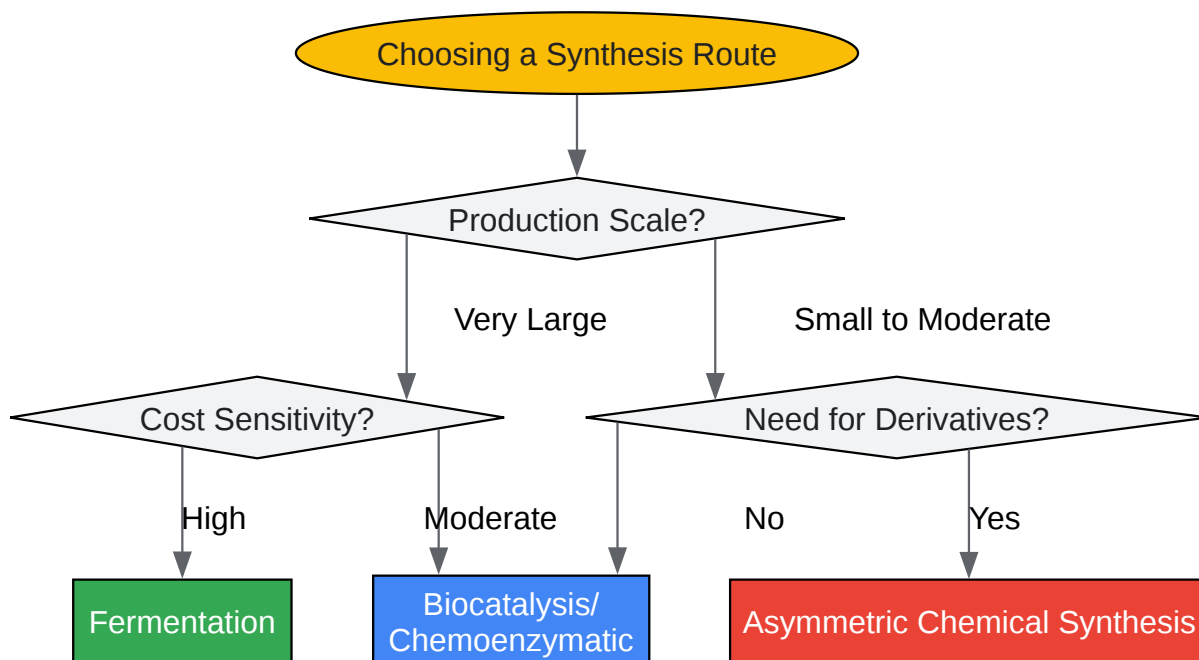 Choosing a Synthesis Route
Production Scale?
Very Large
Small to Moderate
Cost Sensitivity?
Need for Derivatives?
High
Moderate
No
Yes
Fermentation
Biocatalysis/
Chemoenzymatic
Asymmetric Chemical Synthesis